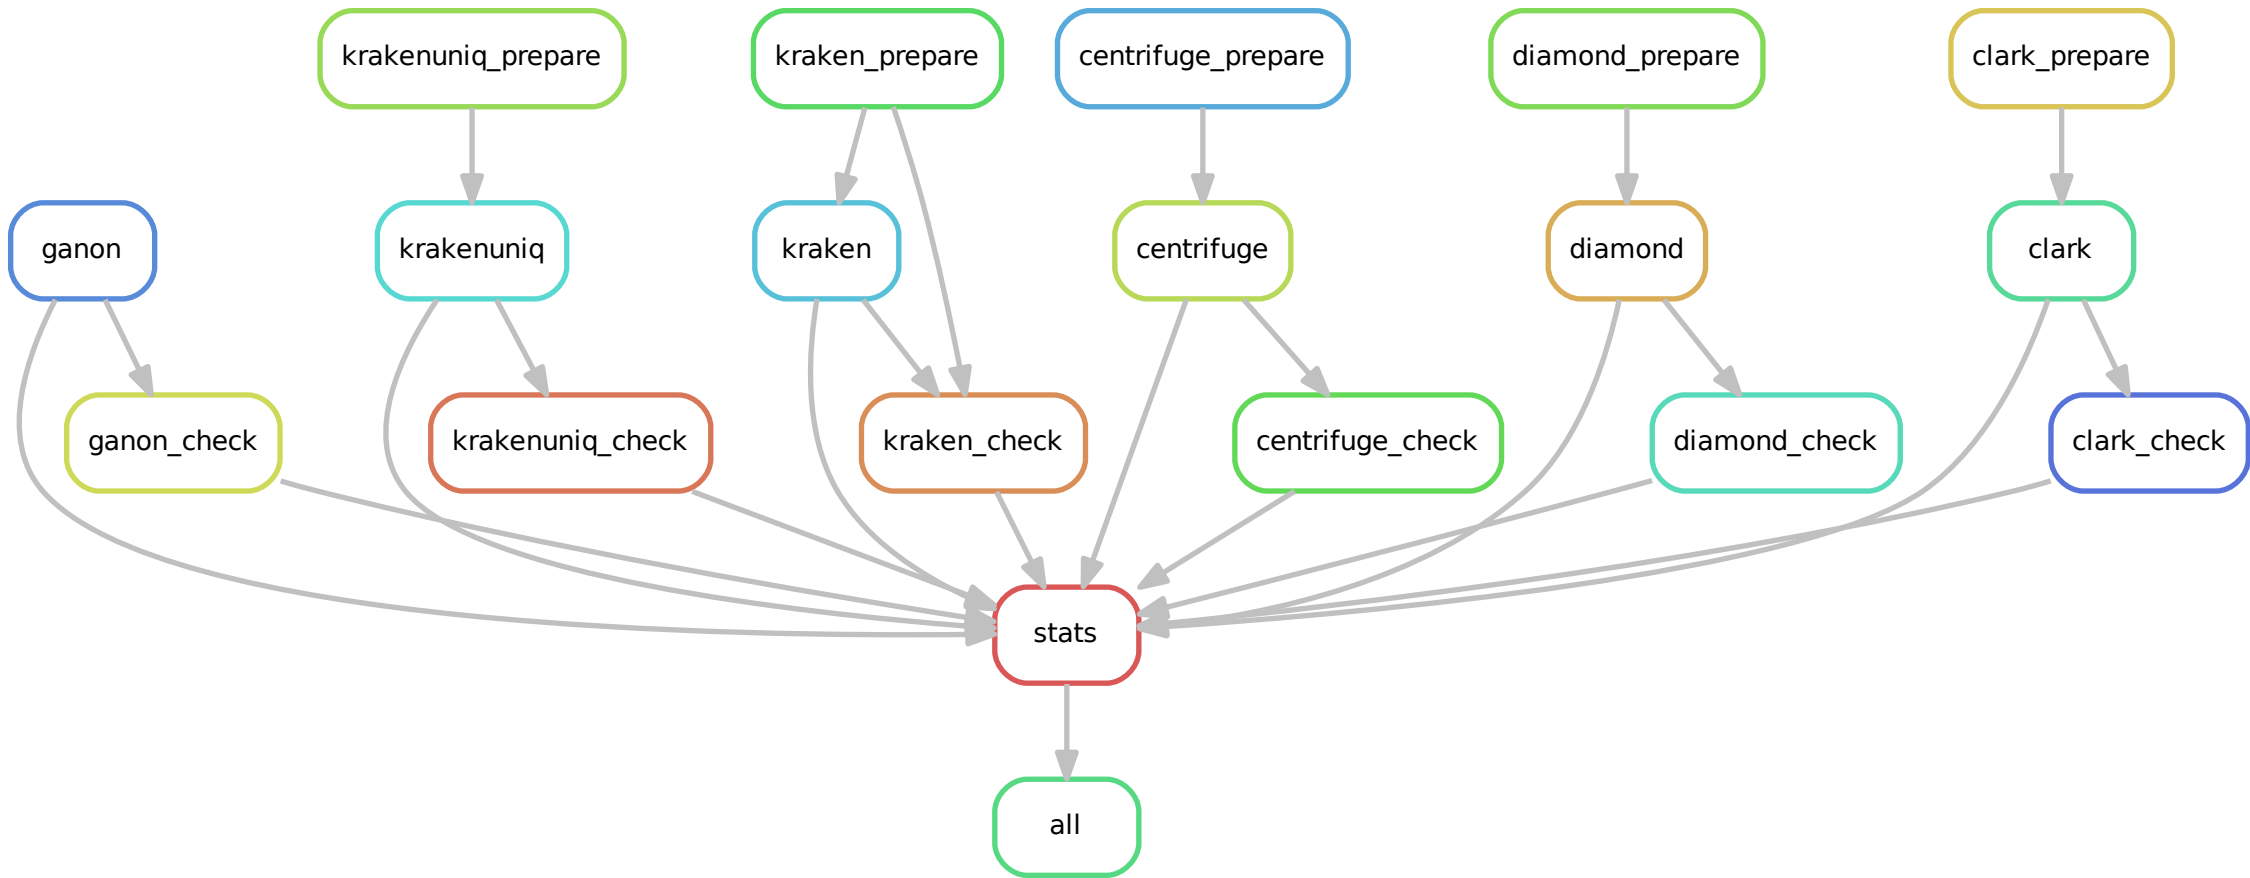 krakenuniq_prepare
kraken_prepare
centrifuge_prepare
diamond_prepare
clark_prepare
ganon
krakenuniq
kraken
centrifuge
diamond
clark
ganon_check
krakenuniq_check
kraken_check
centrifuge_check
diamond_check
clark_check
stats
all